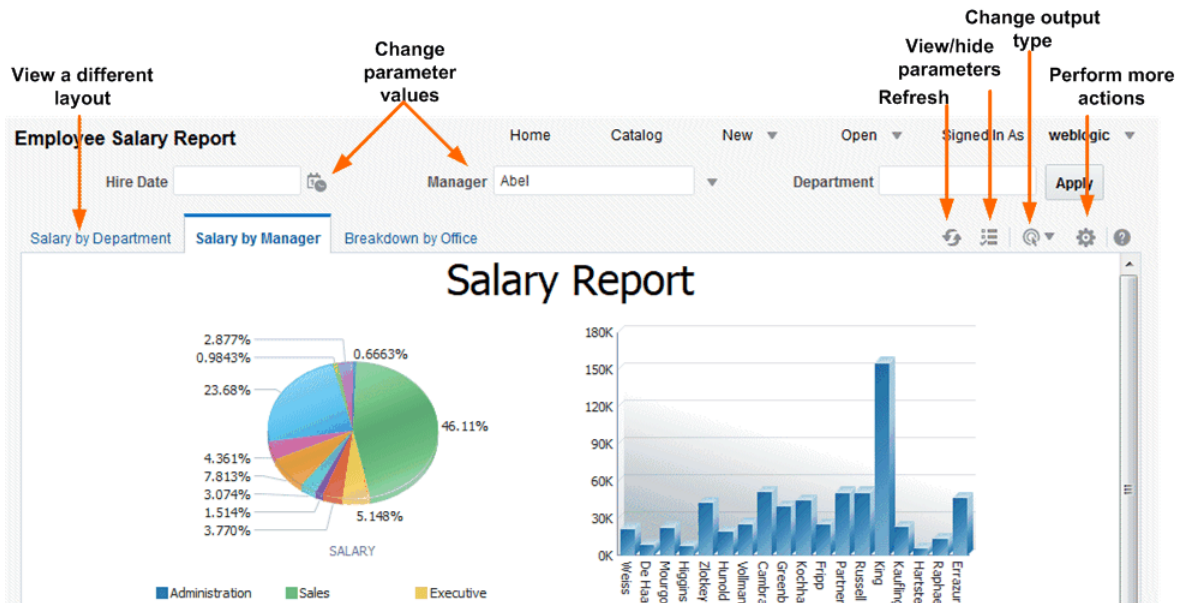 Change output
type
View/hide
parameters
Change
parameter
values
View a different
layout
Refresh
Perform more
actions
Employee Salary Report
Home
Catalog
New
Open
Signed In As
weblogic
Hire Date
Manager
Abel
Department
Apply
Salary by Department
Salary by Manager
Breakdown by Office
Salary Report
2.877%
0.9843%
0.6663%
23.68%
46.11%
4.361%
7.813%
3.074%
1.514%
3.770%
5.148%
SALARY
Administration
Sales
Executive
180K
150K
120K
90K
60K
30K
0K
Weiss
De Haa
Mourgo
Higgins
Zlotkey
Hunold
Vollman
Cambra
Greenb
Kochha
Fripp
Partner
Russell
King
Kaufling
Hartste
Raphae
Errazur